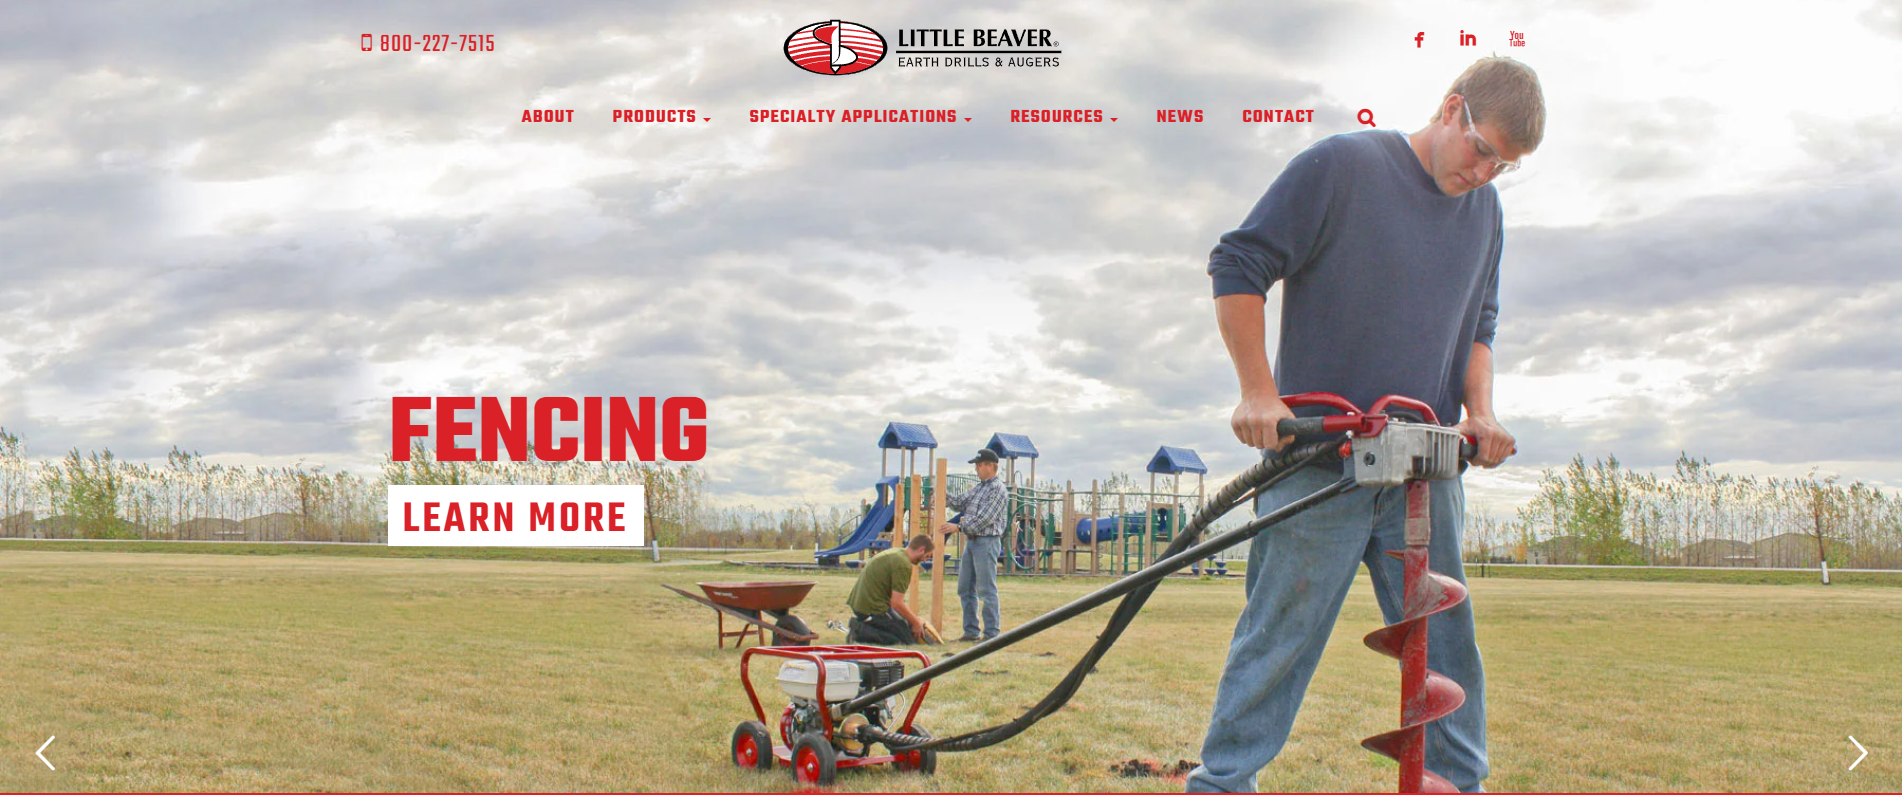 800-227-7515
LITTLE BEAVER®
EARTH DRILLS & AUGERS
You
Tube
ABOUT
PRODUCTS
SPECIALTY APPLICATIONS
RESOURCES
NEWS
CONTACT
FENCING
LEARN MORE